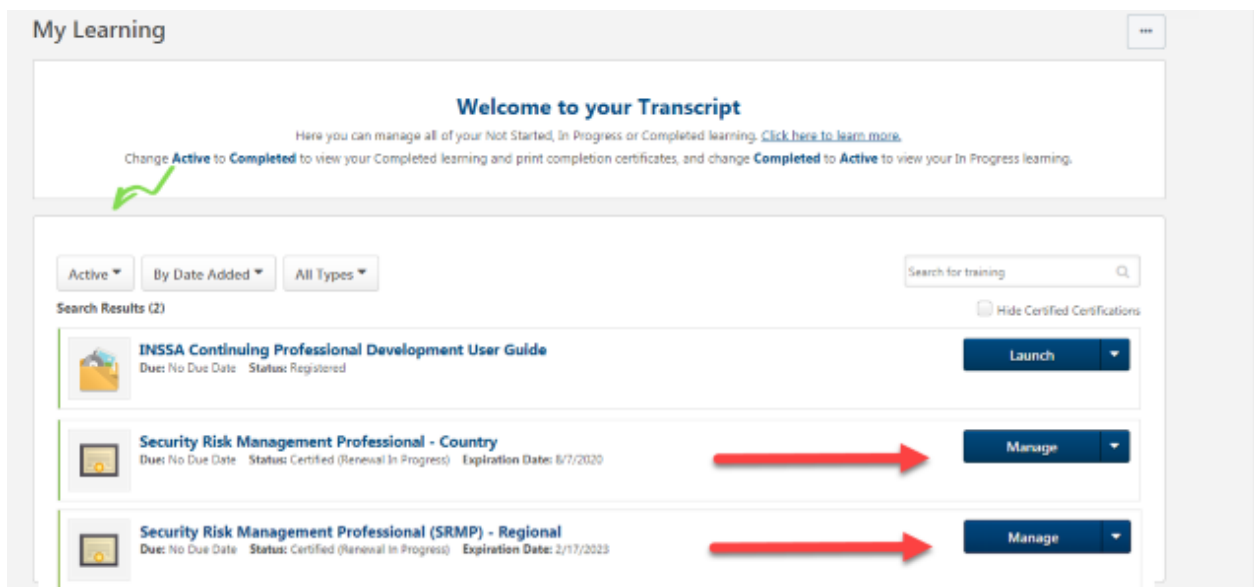 My Learning
...
Welcome to your Transcript
Here you can manage all of your Not Started, In Progress or Completed learning. Click here to learn more.
Change Active to Completed to view your Completed learning and print completion certificates, and change Completed to Active to view your In Progress learning.
Active By Date Added All Types Search for training
Search Results (2) Hide Certified Certifications
INSSA Continuing Professional Development User Guide
Due: No Due Date Status: Registered
Launch
Security Risk Management Professional - Country
Due: No Due Date Status: Certified (Renewal In Progress) Expiration Date: 8/7/2020
Manage
Security Risk Management Professional (SRMP) - Regional
Due: No Due Date Status: Certified (Renewal In Progress) Expiration Date: 2/17/2023
Manage